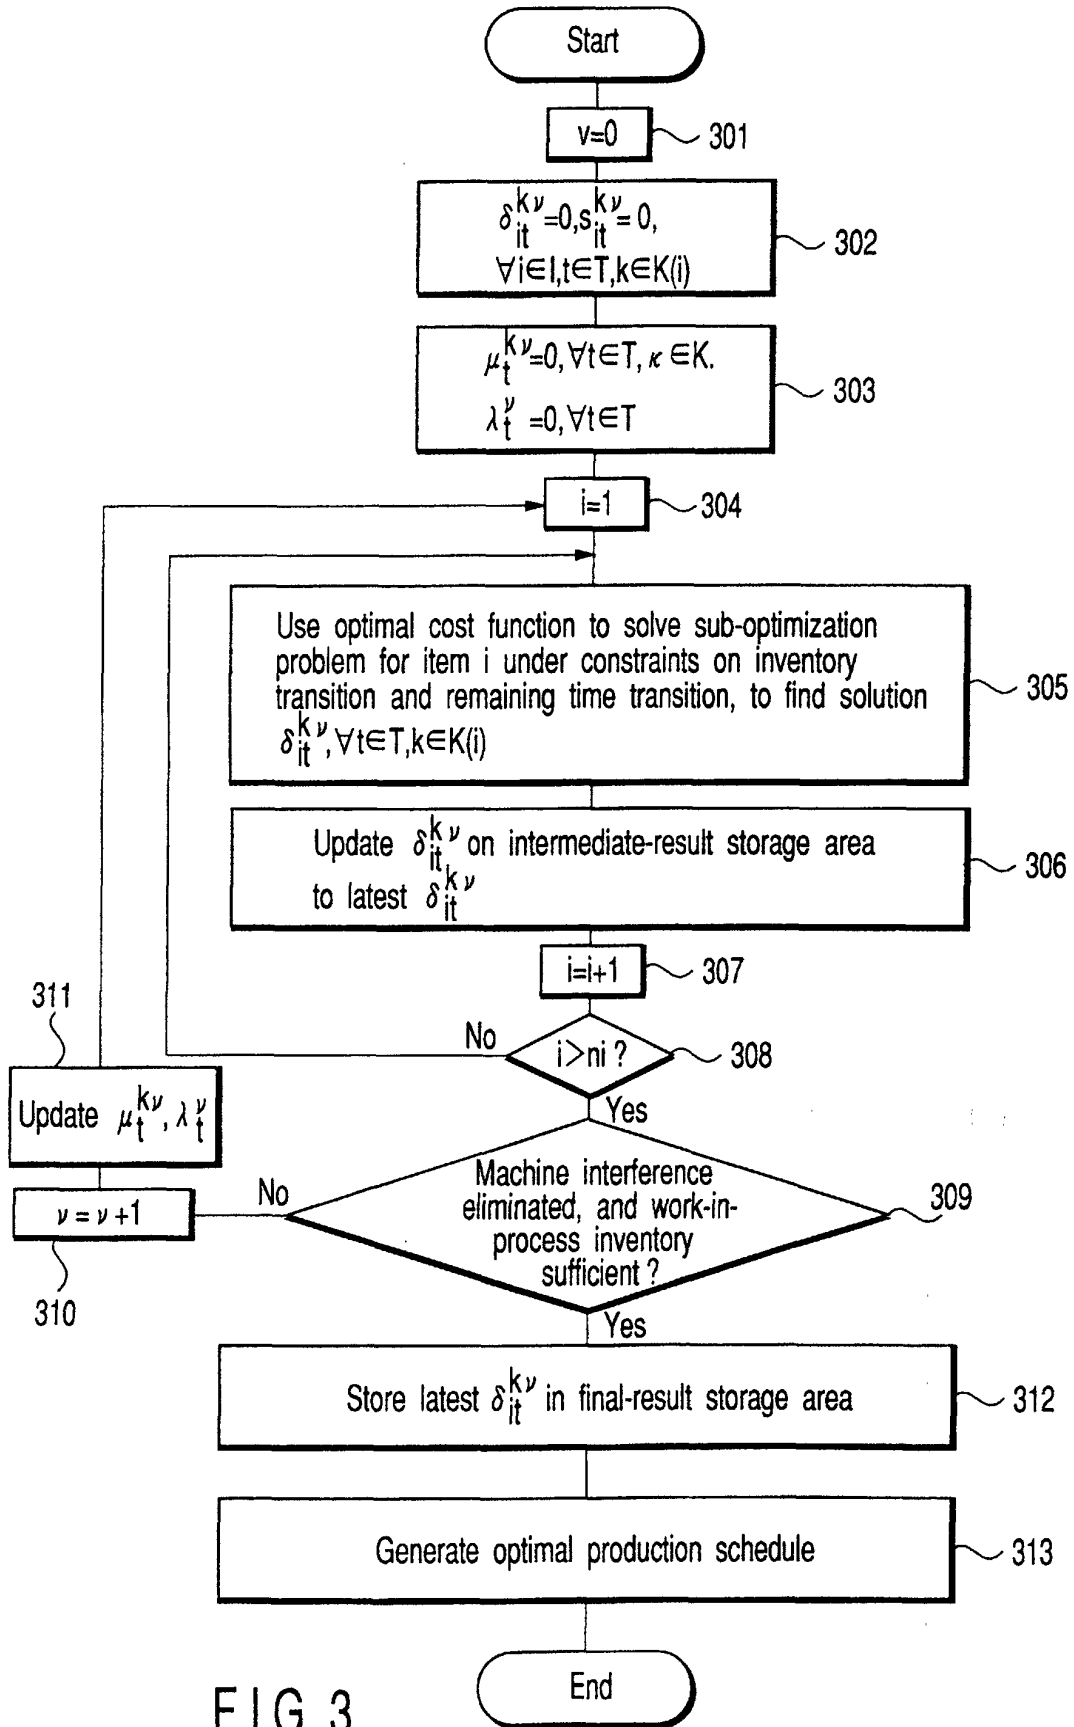 Start
v=0
301
δ_it^kν=0,s_it^kν=0,
∀i∈I,t∈T,k∈K(i)
302
μ_t^kν=0,∀t∈T, κ∈K.
λ_t^ν=0,∀t∈T
303
i=1
304
Use optimal cost function to solve sub-optimization
problem for item i under constraints on inventory
transition and remaining time transition, to find solution
δ_it^kν,∀t∈T,k∈K(i)
305
Update δ_it^kν on intermediate-result storage area
to latest δ_it^kν
306
i=i+1
307
311
No
i>ni ?
308
Update μ_t^kν, λ_t^ν
Yes
Machine interference
eliminated, and work-in-
process inventory
sufficient ?
309
No
ν=ν+1
310
Yes
Store latest δ_it^kν in final-result storage area
312
Generate optimal production schedule
313
End
FIG.3